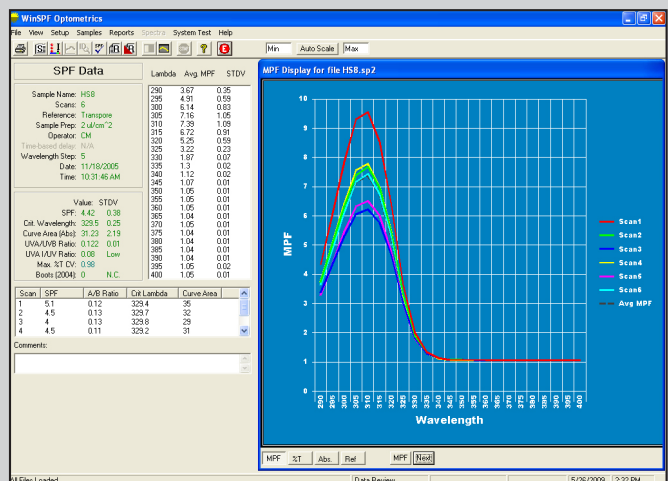 WinSPF Optometrics
File View Setup Samples Reports Spectra System Test Help
Min Auto Scale Max
SPF Data
Sample Name: HS8
Scans: 6
Reference: Transpore
Sample Prep: 2 ul/cm^2
Operator: CM
Time-based delay: N/A
Wavelength Step: 5
Date: 11/18/2005
Time: 10:31:46 AM
Value: STDV
SPF: 4.42 0.38
Crit. Wavelength: 329.5 0.25
Curve Area (Abs): 31.23 2.19
UVA/UVB Ratio: 0.122 0.01
UVA I/UV Ratio: 0.08 Low
Max. %T CV: 0.98
Boots (2004): 0 N.C.
Lambda Avg. MPF STDV
290 3.67 0.35
295 4.91 0.59
300 6.14 0.83
305 7.16 1.05
310 7.39 1.09
315 6.72 0.91
320 5.25 0.59
325 3.22 0.23
330 1.87 0.07
335 1.3 0.02
340 1.12 0.02
345 1.07 0.01
350 1.05 0.01
355 1.05 0.01
360 1.05 0.01
365 1.04 0.01
370 1.05 0.01
375 1.04 0.01
380 1.04 0.01
385 1.04 0.01
390 1.04 0.01
395 1.05 0.02
400 1.05 0.01
Scan SPF A/B Ratio Crit Lambda Curve Area
1 5.1 0.12 329.4 35
2 4.5 0.13 329.7 32
3 4 0.13 329.8 29
4 4.5 0.11 329.2 31
Comments:
MPF Display for file HS8.sp2
10
9
8
7
6
5
4
3
2
1
0
MPF
290 295 300 305 310 315 320 325 330 335 340 345 350 355 360 365 370 375 380 385 390 395 400
Wavelength
Scan1
Scan2
Scan3
Scan4
Scan5
Scan6
Avg MPF
MPF %T Abs. Ref MPF Next
All Files Loaded Data Review 5/26/2009 2:32 PM